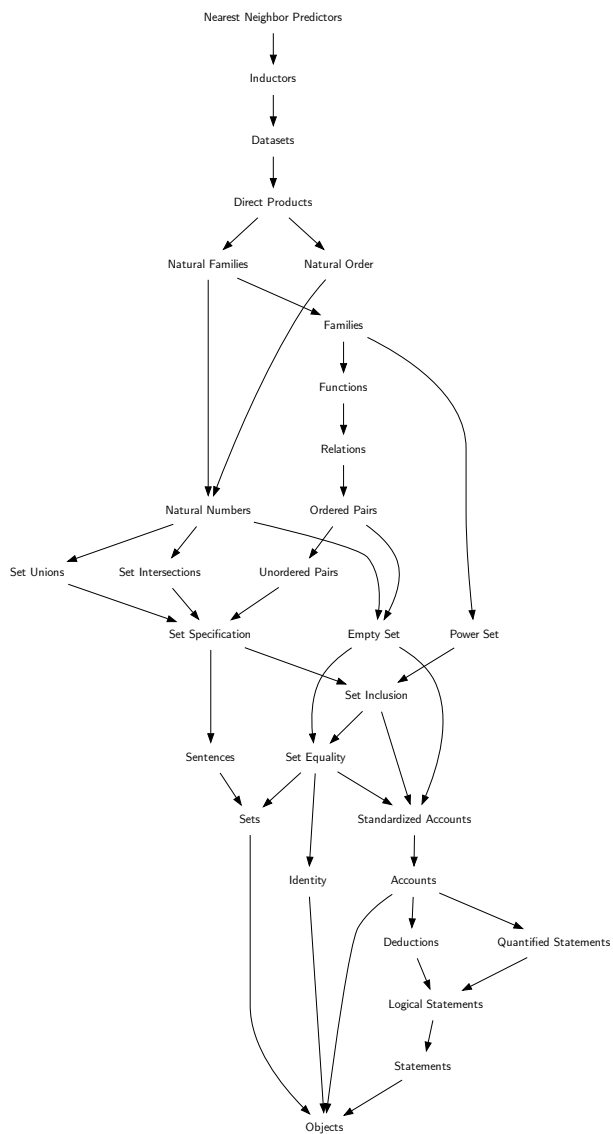 Nearest Neighbor Predictors
Inductors
Datasets
Direct Products
Natural Families
Natural Order
Families
Functions
Relations
Natural Numbers
Ordered Pairs
Set Unions
Set Intersections
Unordered Pairs
Set Specification
Empty Set
Power Set
Set Inclusion
Sentences
Set Equality
Sets
Standardized Accounts
Identity
Accounts
Deductions
Quantified Statements
Logical Statements
Statements
Objects